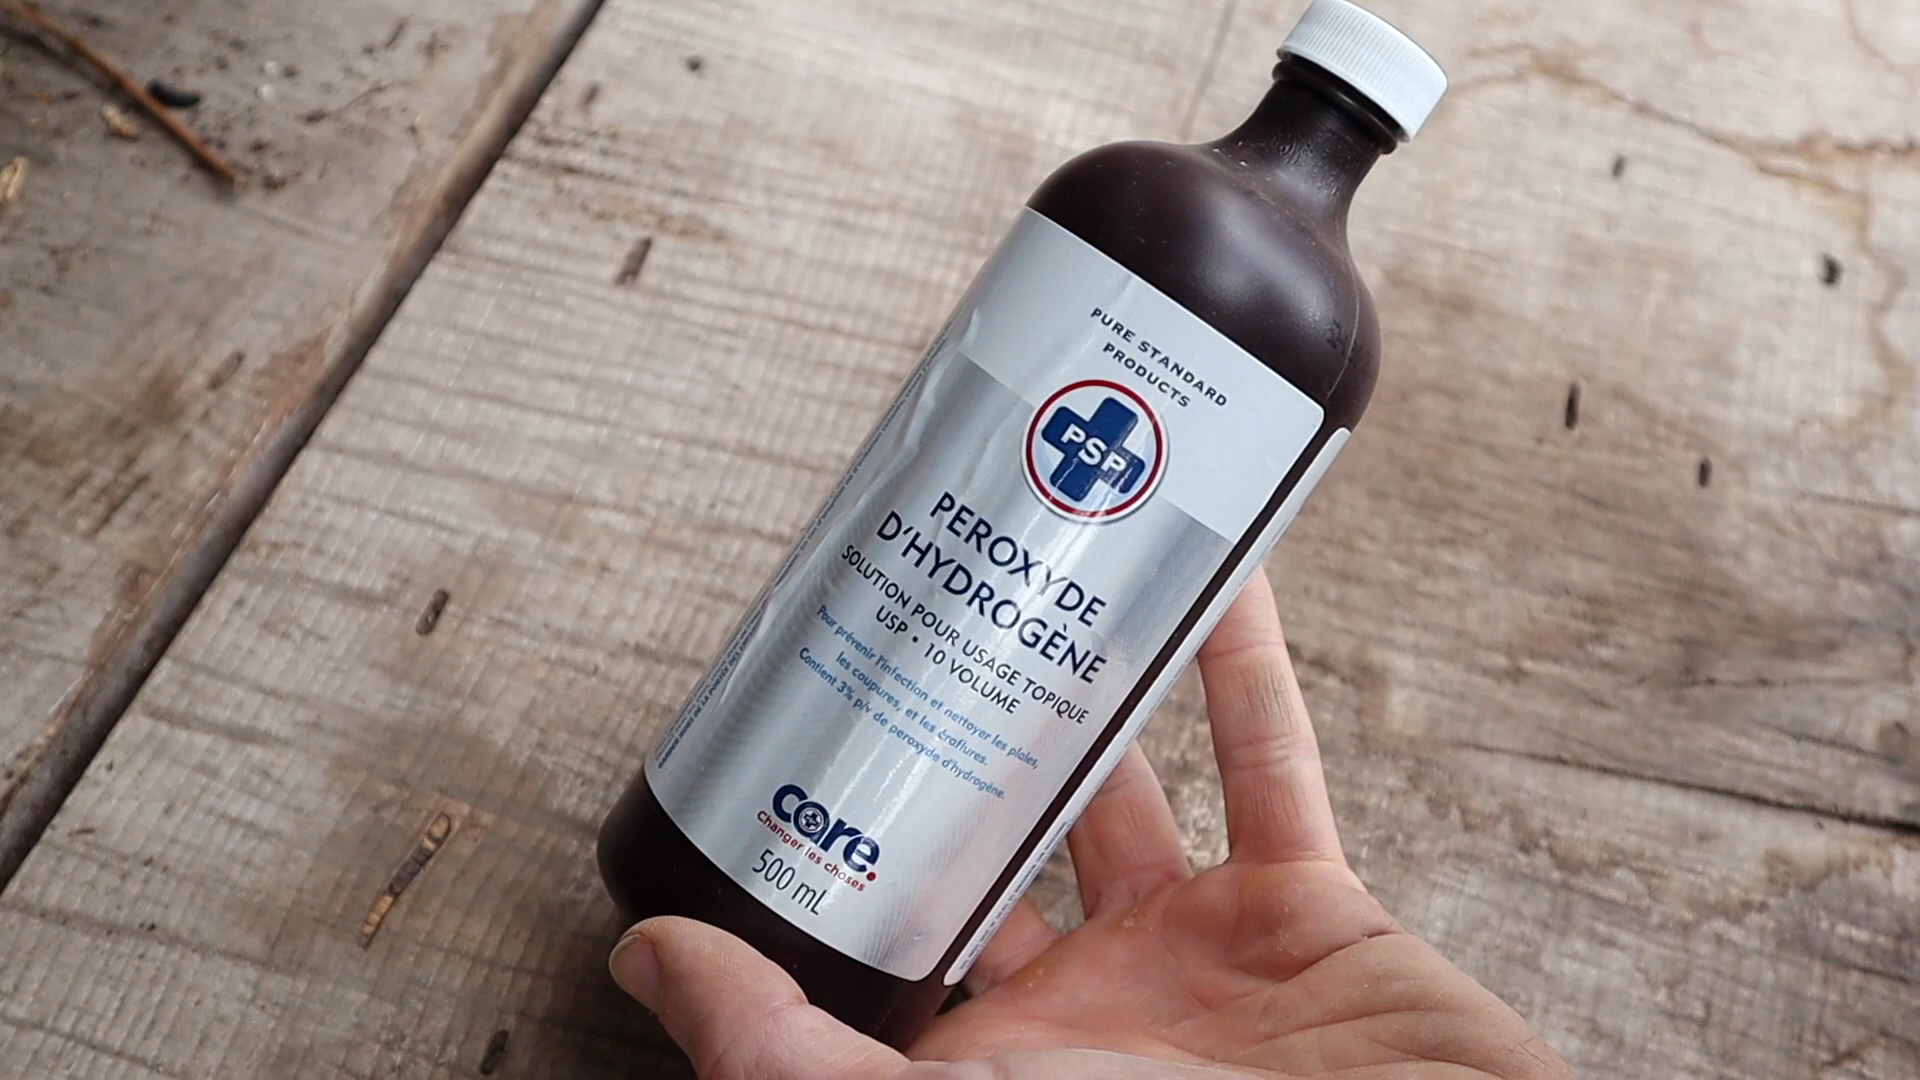 PURE STANDARD
PRODUCTS
PSP
PEROXYDE
D'HYDROGÈNE
SOLUTION POUR USAGE TOPIQUE
USP • 10 VOLUME
Pour prévenir l'infection et nettoyer les plaies,
les coupures, et les éraflures.
Contient 3% p/v de peroxyde d'hydrogène.
care.
Changer les choses
500 mL